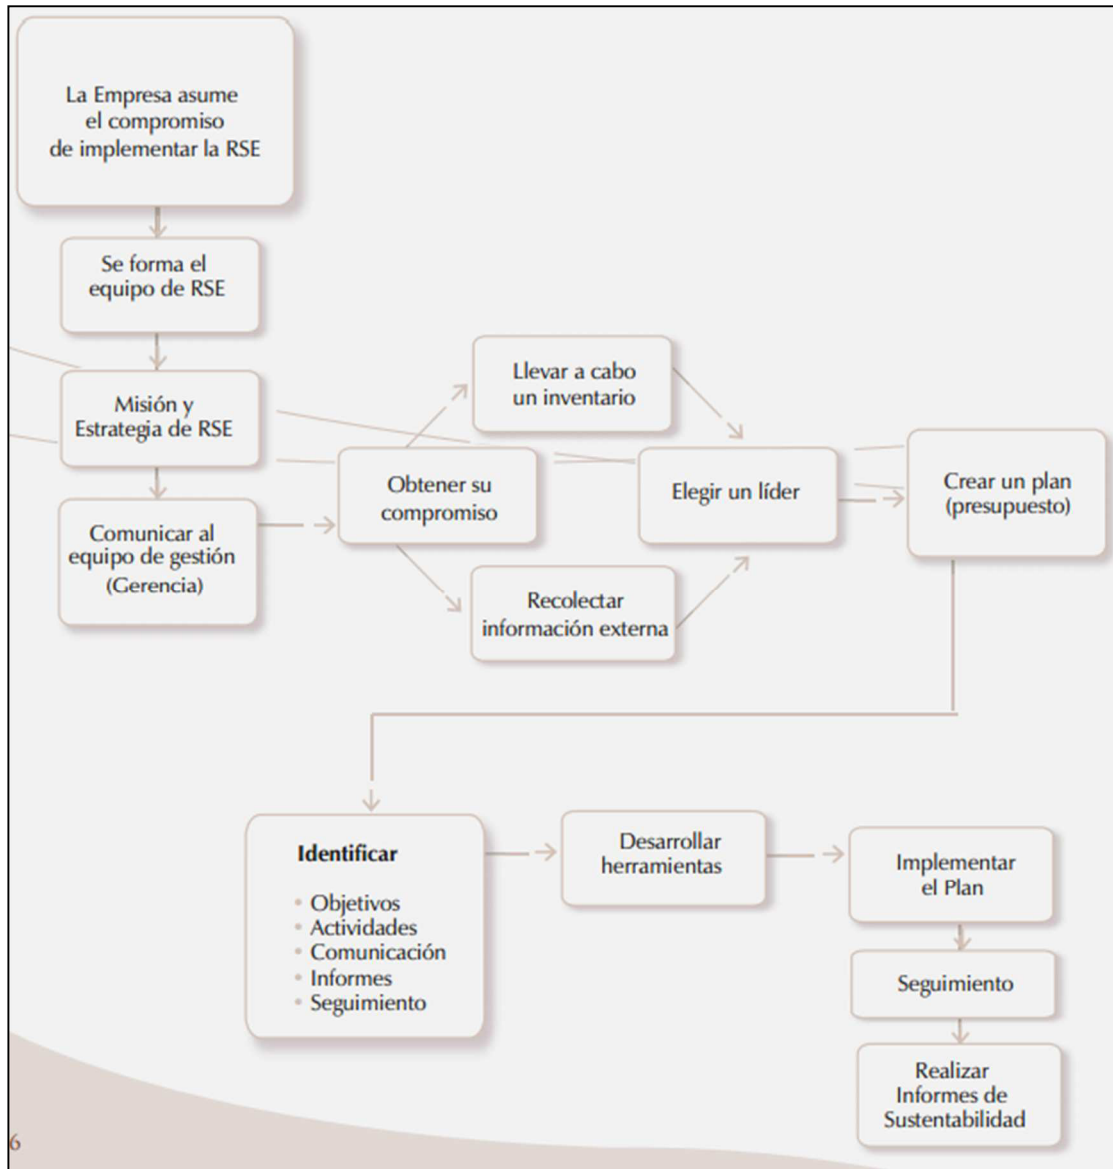 La Empresa asume
el compromiso
de implementar la RSE
Se forma el
equipo de RSE
Misión y
Estrategia de RSE
Comunicar al
equipo de gestión
(Gerencia)
Obtener su
compromiso
Llevar a cabo
un inventario
Recolectar
información externa
Elegir un líder
Crear un plan
(presupuesto)
Identificar
• Objetivos
• Actividades
• Comunicación
• Informes
• Seguimiento
Desarrollar
herramientas
Implementar
el Plan
Seguimiento
Realizar
Informes de
Sustentabilidad
6